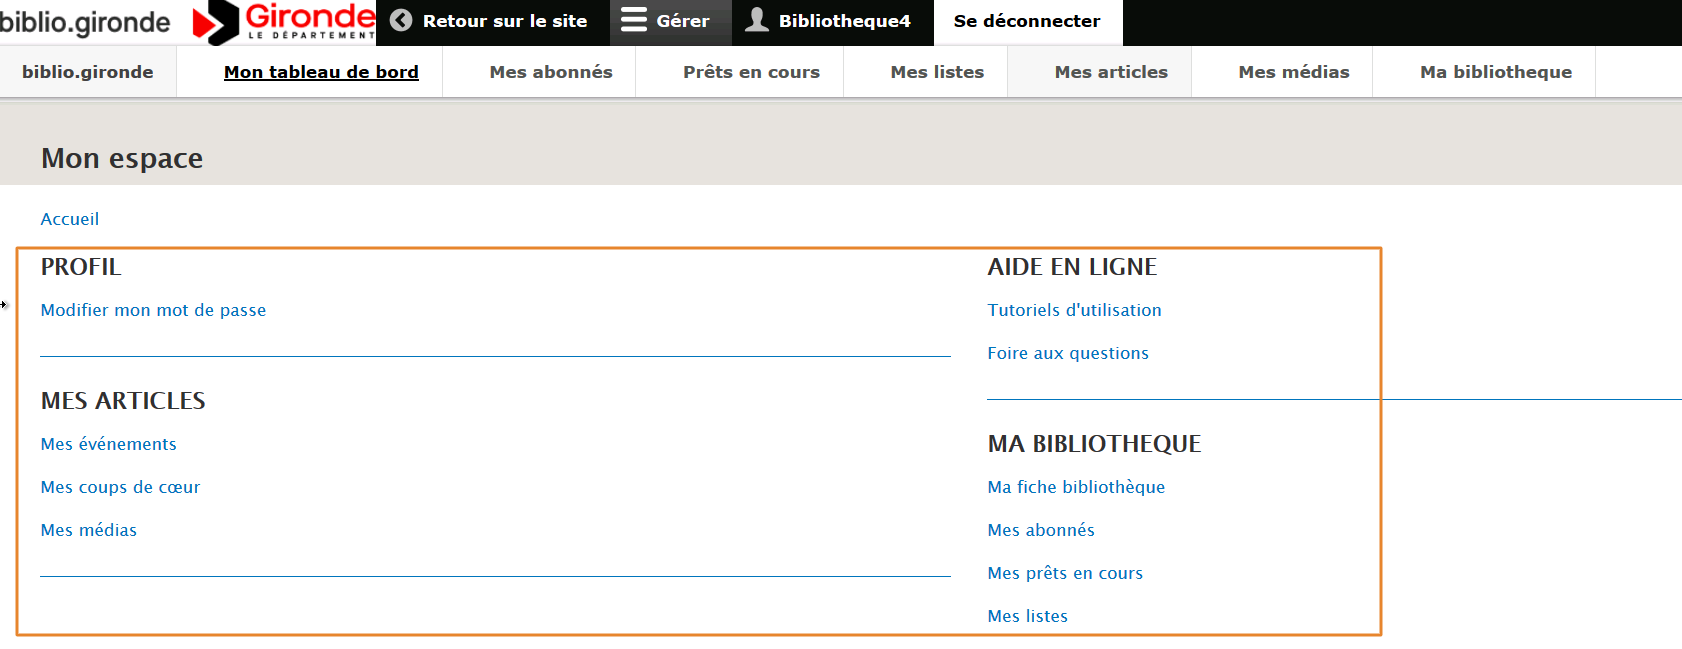 biblio.gironde Gironde LE DÉPARTEMENT Retour sur le site Gérer Bibliotheque4 Se déconnecter
biblio.gironde Mon tableau de bord Mes abonnés Prêts en cours Mes listes Mes articles Mes médias Ma bibliotheque
Mon espace
Accueil
PROFIL
Modifier mon mot de passe
MES ARTICLES
Mes événements
Mes coups de cœur
Mes médias
AIDE EN LIGNE
Tutoriels d'utilisation
Foire aux questions
MA BIBLIOTHEQUE
Ma fiche bibliothèque
Mes abonnés
Mes prêts en cours
Mes listes